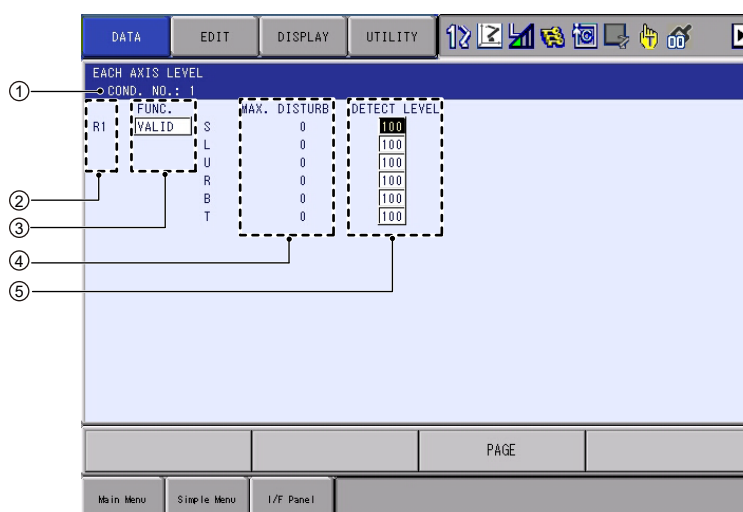 DATA EDIT DISPLAY UTILITY
EACH AXIS LEVEL
① COND. NO.: 1
FUNC. MAX. DISTURB DETECT LEVEL
R1 VALID S 0 100
L 0 100
U 0 100
R 0 100
② B 0 100
③ T 0 100
④
⑤
PAGE
Main Menu Simple Menu I/F Panel